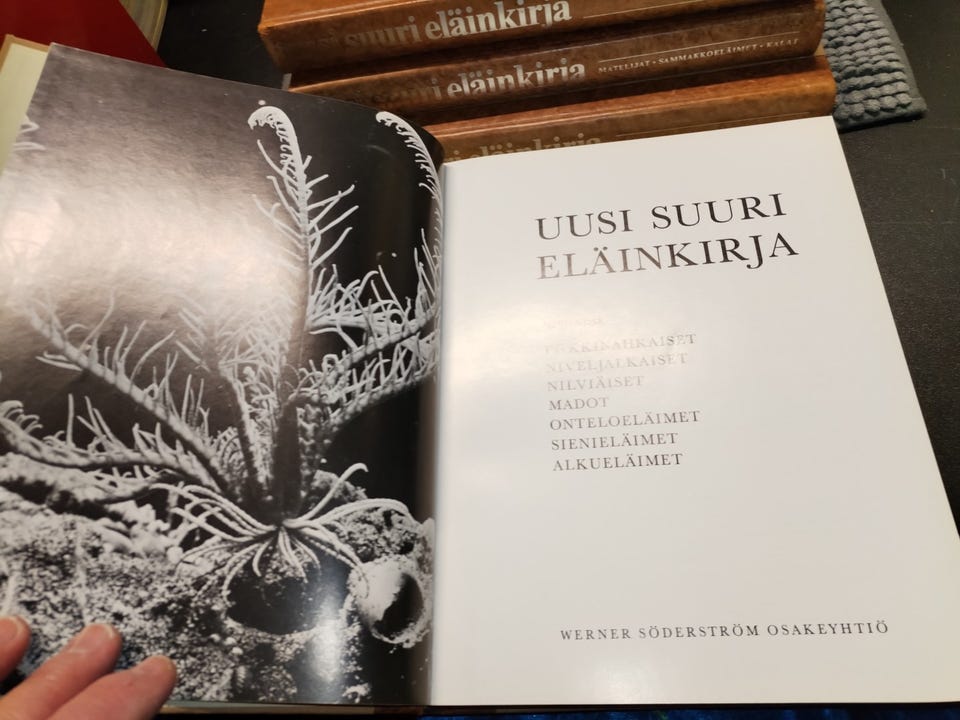 uusi suuri eläinkirja
suuri eläinkirja MATELIJAT • SAMMAKKOELÄIMET • KALAT
eläinkirja
UUSI SUURI
ELÄINKIRJA
PIIKKINAHKAISET
NIVELJALKAISET
NILVIÄISET
MADOT
ONTELOELÄIMET
SIENIELÄIMET
ALKUELÄIMET
WERNER SÖDERSTRÖM OSAKEYHTIÖ